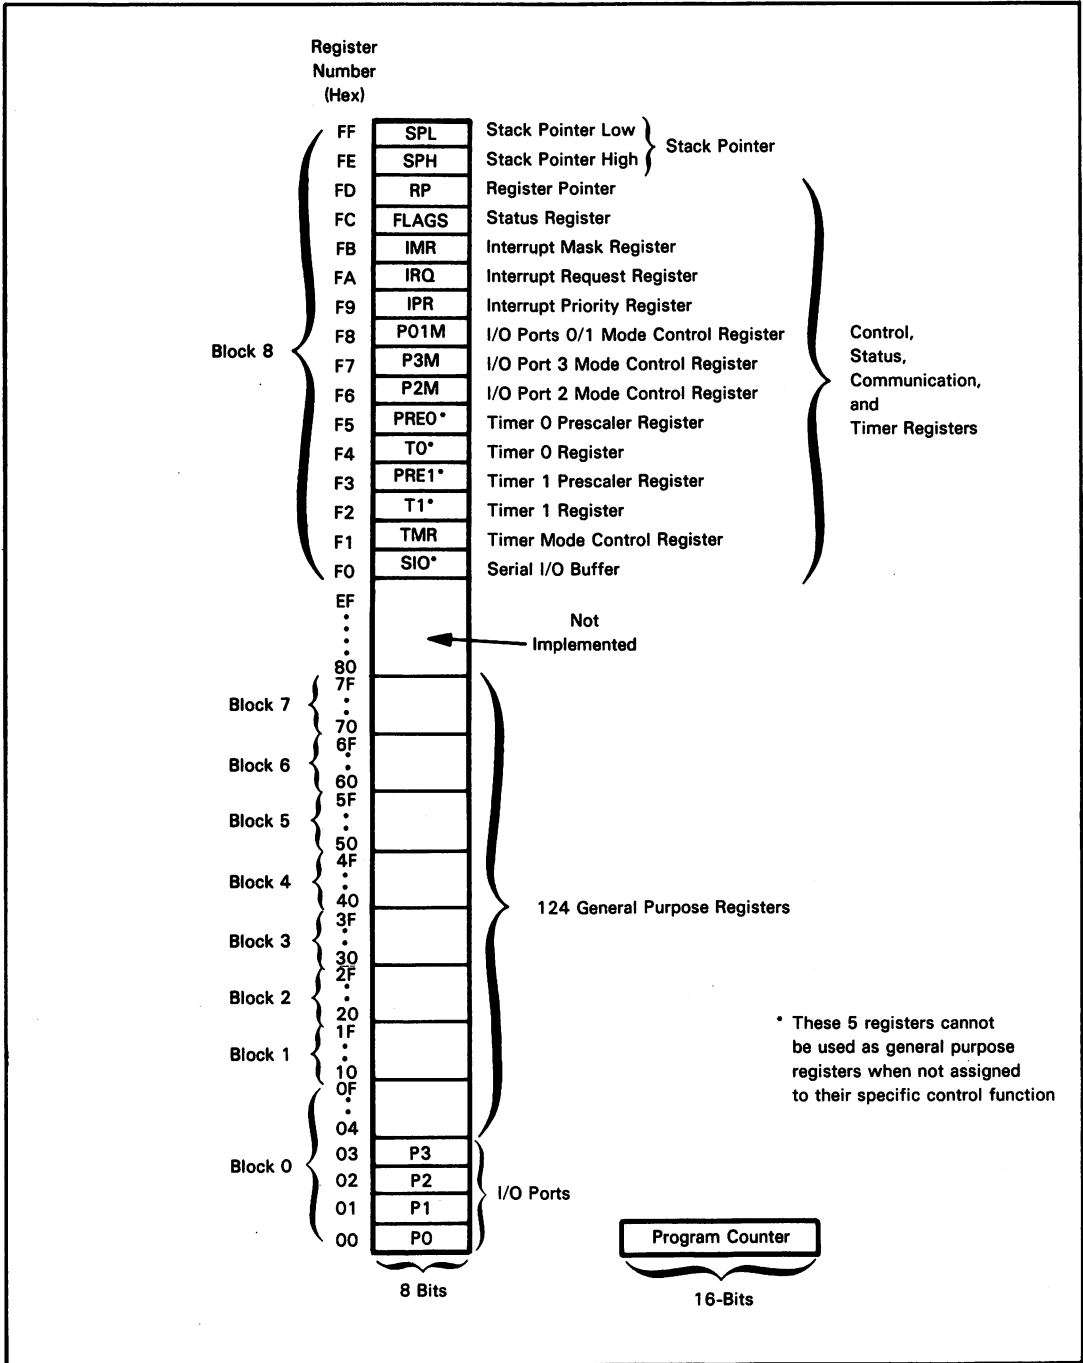 Register
Number
(Hex)
FF SPL Stack Pointer Low
FE SPH Stack Pointer High
Stack Pointer
FD RP Register Pointer
FC FLAGS Status Register
FB IMR Interrupt Mask Register
FA IRQ Interrupt Request Register
F9 IPR Interrupt Priority Register
F8 P01M I/O Ports 0/1 Mode Control Register
F7 P3M I/O Port 3 Mode Control Register
F6 P2M I/O Port 2 Mode Control Register
F5 PRE0* Timer 0 Prescaler Register
F4 T0* Timer 0 Register
F3 PRE1* Timer 1 Prescaler Register
F2 T1* Timer 1 Register
F1 TMR Timer Mode Control Register
F0 SIO* Serial I/O Buffer
Block 8
Control,
Status,
Communication,
and
Timer Registers
EF
80
Not
Implemented
Block 7
7F
70
Block 6
6F
60
Block 5
5F
50
Block 4
4F
40
Block 3
3F
30
Block 2
2F
20
Block 1
1F
10
124 General Purpose Registers
Block 0
0F
04
03 P3
02 P2
01 P1
00 P0
I/O Ports
8 Bits
* These 5 registers cannot
be used as general purpose
registers when not assigned
to their specific control function
Program Counter
16-Bits